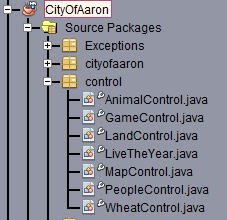 CityOfAaron
Source Packages
Exceptions
cityofaaron
control
AnimalControl.java
GameControl.java
LandControl.java
LiveTheYear.java
MapControl.java
PeopleControl.java
WheatControl.java